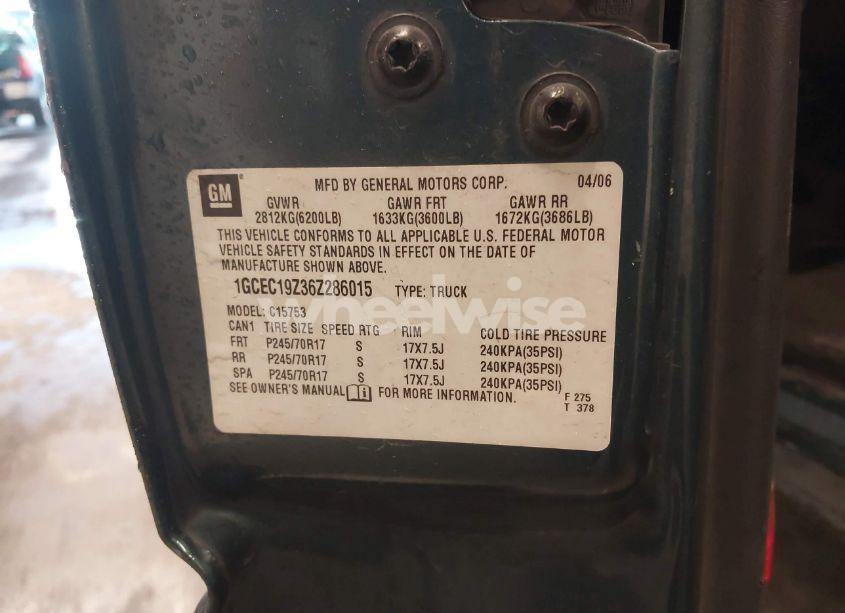 GM
MFD BY GENERAL MOTORS CORP. 04/06
GVWR GAWR FRT GAWR RR
2812KG(6200LB) 1633KG(3600LB) 1672KG(3686LB)
THIS VEHICLE CONFORMS TO ALL APPLICABLE U.S. FEDERAL MOTOR
VEHICLE SAFETY STANDARDS IN EFFECT ON THE DATE OF
MANUFACTURE SHOWN ABOVE.
1GCEC19Z36Z286015 TYPE: TRUCK
wheelwise
MODEL: C15753
CAN1 TIRE SIZE SPEED RTG RIM COLD TIRE PRESSURE
FRT P245/70R17 S 17X7.5J 240KPA(35PSI)
RR P245/70R17 S 17X7.5J 240KPA(35PSI)
SPA P245/70R17 S 17X7.5J 240KPA(35PSI)
SEE OWNER'S MANUAL FOR MORE INFORMATION. F 275
T 378